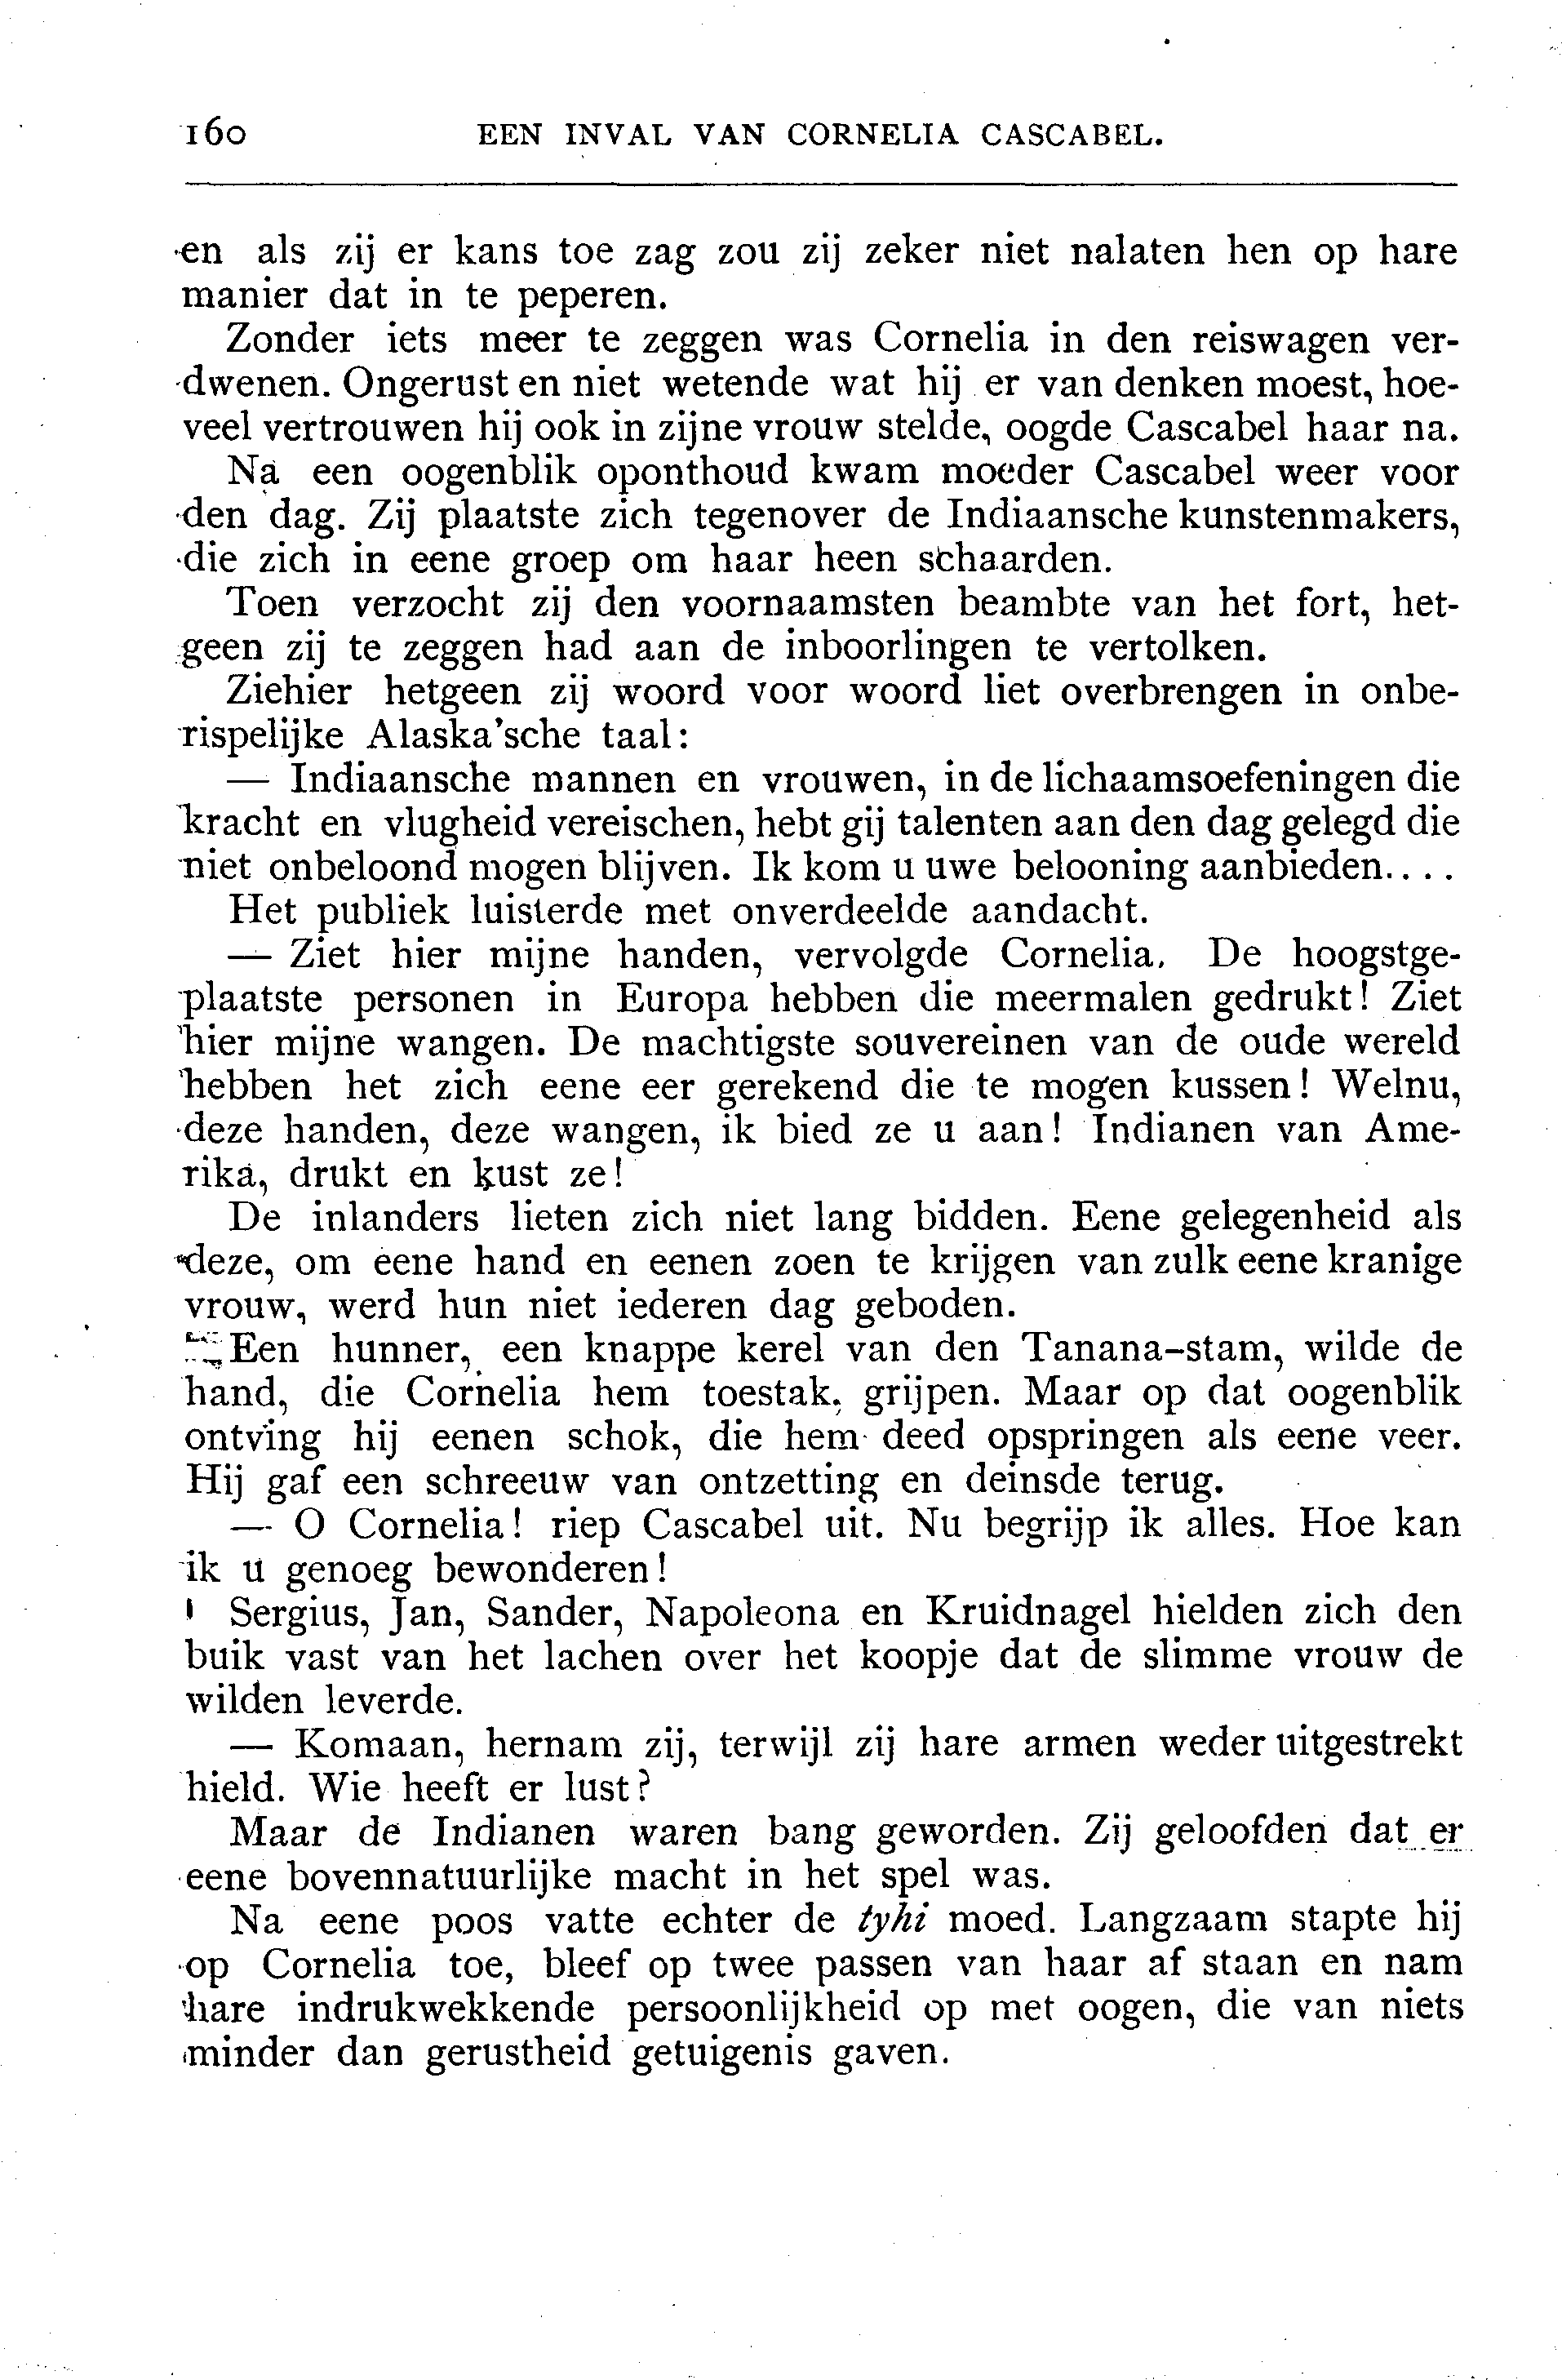 160 EEN INVAL VAN CORNELIA CASCABEL.
en als zij er kans toe zag zou zij zeker niet nalaten hen op hare
manier dat in te peperen.
Zonder iets meer te zeggen was Cornelia in den reiswagen ver-
dwenen. Ongerust en niet wetende wat hij er van denken moest, hoe-
veel vertrouwen hij ook in zijne vrouw stelde, oogde Cascabel haar na.
Na een oogenblik oponthoud kwam moeder Cascabel weer voor
den dag. Zij plaatste zich tegenover de Indiaansche kunstenmakers,
die zich in eene groep om haar heen schaarden.
Toen verzocht zij den voornaamsten beambte van het fort, het-
geen zij te zeggen had aan de inboorlingen te vertolken.
Ziehier hetgeen zij woord voor woord liet overbrengen in onbe-
rispelijke Alaska'sche taal:
— Indiaansche mannen en vrouwen, in de lichaamsoefeningen die
kracht en vlugheid vereischen, hebt gij talenten aan den dag gelegd die
niet onbeloond mogen blijven. Ik kom u uwe belooning aanbieden....
Het publiek luisterde met onverdeelde aandacht.
— Ziet hier mijne handen, vervolgde Cornelia. De hoogstge-
plaatste personen in Europa hebben die meermalen gedrukt! Ziet
hier mijne wangen. De machtigste souvereinen van de oude wereld
hebben het zich eene eer gerekend die te mogen kussen! Welnu,
deze handen, deze wangen, ik bied ze u aan! Indianen van Ame-
rika, drukt en kust ze!
De inlanders lieten zich niet lang bidden. Eene gelegenheid als
deze, om eene hand en eenen zoen te krijgen van zulk eene kranige
vrouw, werd hun niet iederen dag geboden.
Een hunner, een knappe kerel van den Tanana-stam, wilde de
hand, die Cornelia hem toestak, grijpen. Maar op dat oogenblik
ontving hij eenen schok, die hem deed opspringen als eene veer.
Hij gaf een schreeuw van ontzetting en deinsde terug.
— O Cornelia! riep Cascabel uit. Nu begrijp ik alles. Hoe kan
ik u genoeg bewonderen!
Sergius, Jan, Sander, Napoleona en Kruidnagel hielden zich den
buik vast van het lachen over het koopje dat de slimme vrouw de
wilden leverde.
— Komaan, hernam zij, terwijl zij hare armen weder uitgestrekt
hield. Wie heeft er lust?
Maar de Indianen waren bang geworden. Zij geloofden dat er
eene bovennatuurlijke macht in het spel was.
Na eene poos vatte echter de tyhi moed. Langzaam stapte hij
op Cornelia toe, bleef op twee passen van haar af staan en nam
hare indrukwekkende persoonlijkheid op met oogen, die van niets
minder dan gerustheid getuigenis gaven.